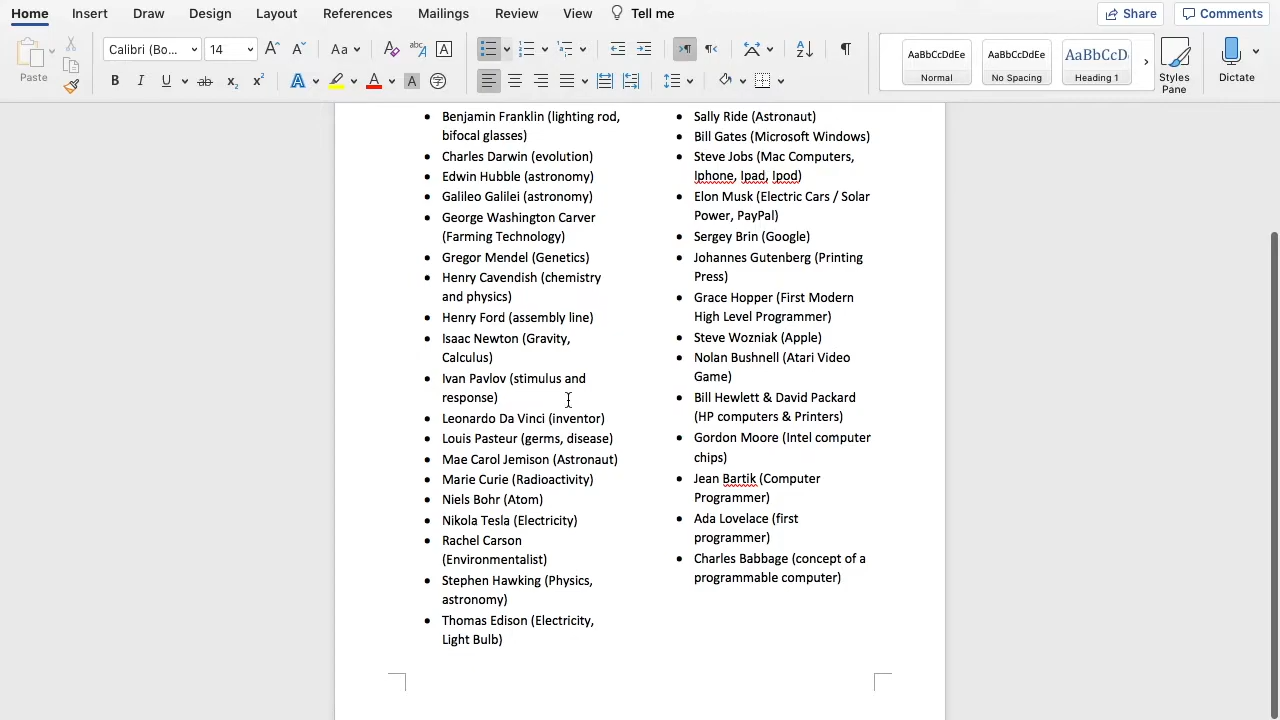 Home Insert Draw Design Layout References Mailings Review View Tell me Share Comments
Paste Calibri (Bo... 14 A A Aa A abc A AaBbCcDdEe AaBbCcDdEe AaBbCcD
Normal No Spacing Heading 1 Styles Pane Dictate
B I U ab x₂ x² A A A
Benjamin Franklin (lighting rod,
bifocal glasses)
Charles Darwin (evolution)
Edwin Hubble (astronomy)
Galileo Galilei (astronomy)
George Washington Carver
(Farming Technology)
Gregor Mendel (Genetics)
Henry Cavendish (chemistry
and physics)
Henry Ford (assembly line)
Isaac Newton (Gravity,
Calculus)
Ivan Pavlov (stimulus and
response)
Leonardo Da Vinci (inventor)
Louis Pasteur (germs, disease)
Mae Carol Jemison (Astronaut)
Marie Curie (Radioactivity)
Niels Bohr (Atom)
Nikola Tesla (Electricity)
Rachel Carson
(Environmentalist)
Stephen Hawking (Physics,
astronomy)
Thomas Edison (Electricity,
Light Bulb)
Sally Ride (Astronaut)
Bill Gates (Microsoft Windows)
Steve Jobs (Mac Computers,
Iphone, Ipad, Ipod)
Elon Musk (Electric Cars / Solar
Power, PayPal)
Sergey Brin (Google)
Johannes Gutenberg (Printing
Press)
Grace Hopper (First Modern
High Level Programmer)
Steve Wozniak (Apple)
Nolan Bushnell (Atari Video
Game)
Bill Hewlett & David Packard
(HP computers & Printers)
Gordon Moore (Intel computer
chips)
Jean Bartik (Computer
Programmer)
Ada Lovelace (first
programmer)
Charles Babbage (concept of a
programmable computer)